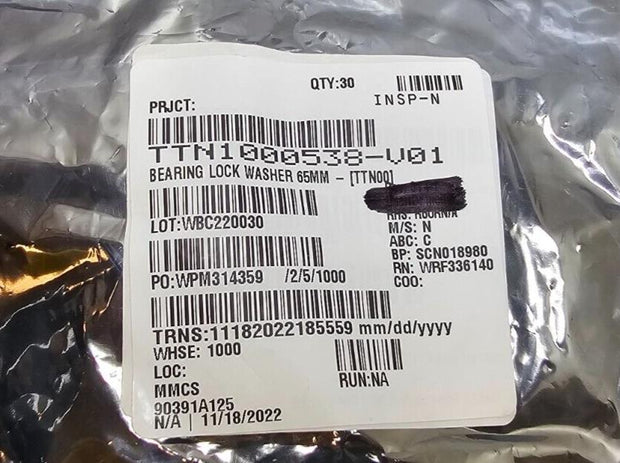 QTY:30
PRJCT:
INSP-N
TTN1000538-V01
BEARING LOCK WASHER 65MM - [TTN00]
LOT:WBC220030
M/S: N
ABC: C
BP: SCN018980
RN: WRF336140
COO:
PO:WPM314359 /2/5/1000
TRNS:11182022185559 mm/dd/yyyy
WHSE: 1000
LOC:
RUN:NA
MMCS
90391A125
N/A | 11/18/2022